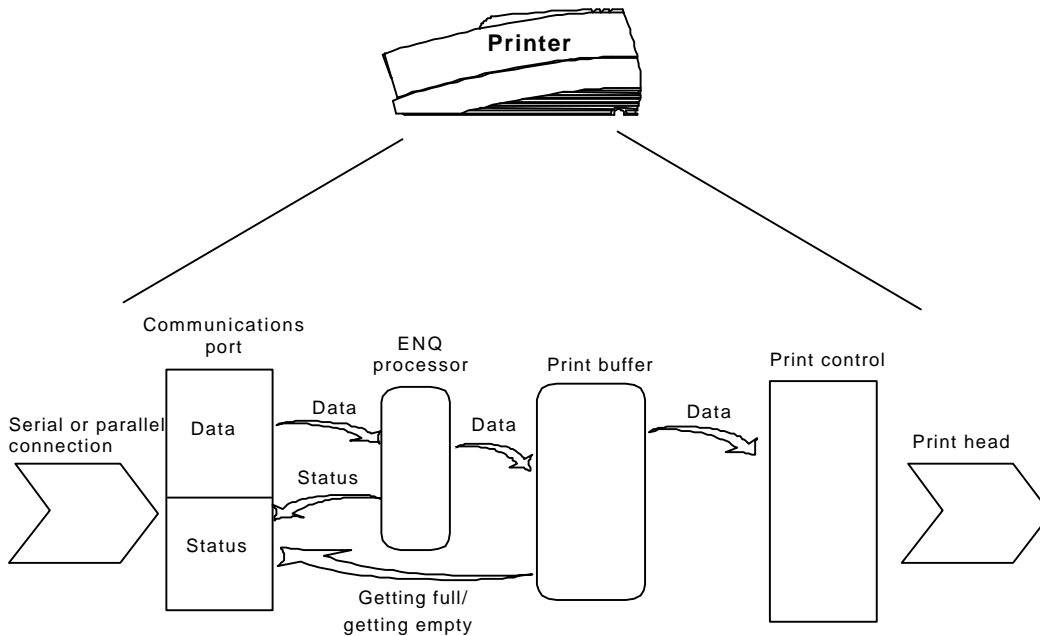 Printer
Communications
port
ENQ
processor
Print buffer
Print control
Serial or parallel
connection
Data
Data
Data
Data
Print head
Status
Status
Getting full/
getting empty